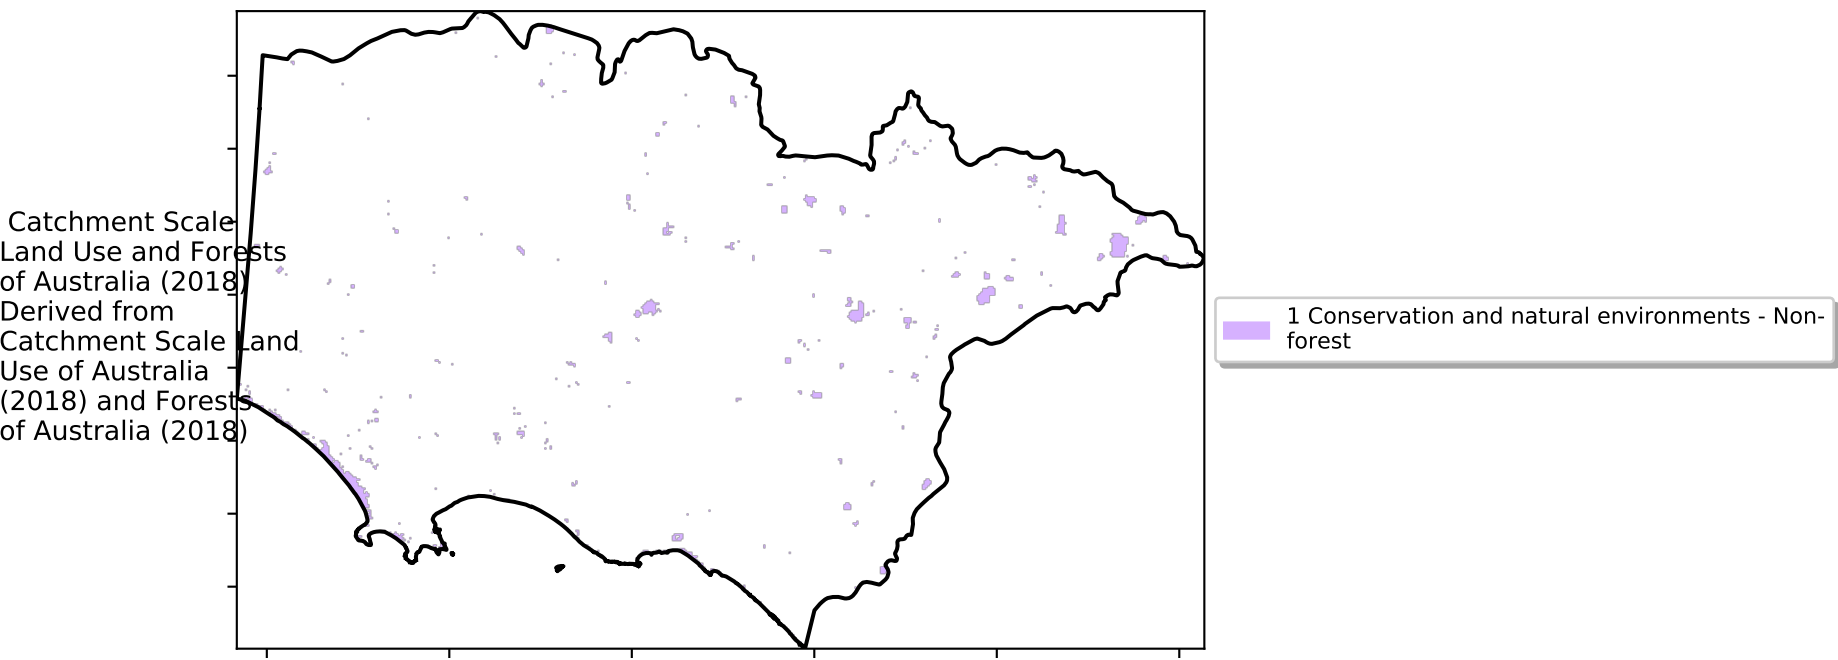 Catchment Scale
Land Use and Forests
of Australia (2018)
Derived from
Catchment Scale Land
Use of Australia
(2018) and Forests
of Australia (2018)
1 Conservation and natural environments - Non-
forest